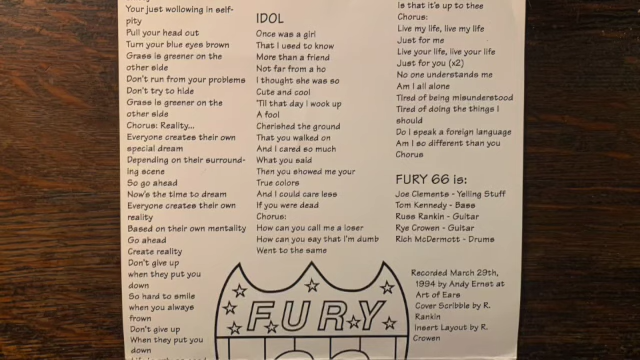 Your just wollowing in self-
pity
Pull your head out
Turn your blue eyes brown
Grass is greener on the
other side
Don't run from your problems
Don't try to hide
Grass is greener on the
other side
Chorus: Reality...
Everyone creates their own
special dream
Depending on their surround-
ing scene
So go ahead
Now's the time to dream
Everyone creates their own
reality
Based on their own mentality
Go ahead
Create reality
Don't give up
when they put you
down
So hard to smile
when you always
frown
Don't give up
When they put you
down
IDOL
Once was a girl
That I used to know
More than a friend
Not far from a ho
I thought she was so
Cute and cool
'Til that day I wook up
A fool
Cherished the ground
That you walked on
And I cared so much
What you said
Then you showed me your
True colors
And I could care less
If you were dead
Chorus:
How can you call me a loser
How can you say that I'm dumb
Went to the same
Is that it's up to thee
Chorus:
Live my life, live my life
Just for me
Live your life, live your life
Just for you (x2)
No one understands me
Am I all alone
Tired of being misunderstood
Tired of doing the things I
should
Do I speak a foreign language
Am I so different than you
Chorus
FURY 66 is:
Joe Clements - Yelling Stuff
Tom Kennedy - Bass
Russ Rankin - Guitar
Rye Crowen - Guitar
Rich McDermott - Drums
Recorded March 29th,
1994 by Andy Ernst at
Art of Ears
Cover Scribble by R.
Rankin
Insert Layout by R.
Crowen
FURY